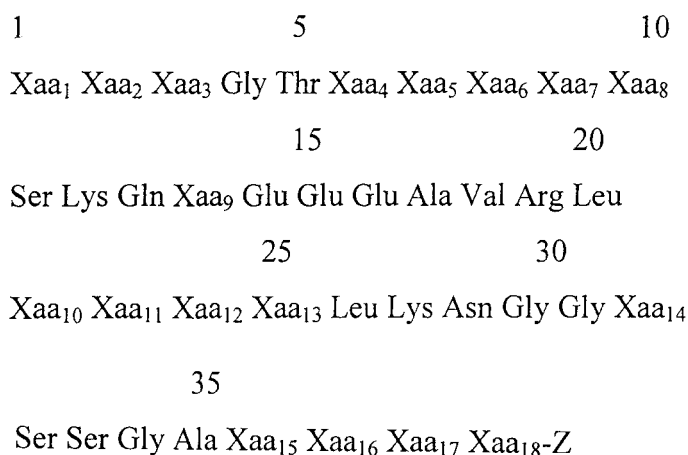 1 5 10
Xaa₁ Xaa₂ Xaa₃ Gly Thr Xaa₄ Xaa₅ Xaa₆ Xaa₇ Xaa₈
15 20
Ser Lys Gln Xaa₉ Glu Glu Glu Ala Val Arg Leu
25 30
Xaa₁₀ Xaa₁₁ Xaa₁₂ Xaa₁₃ Leu Lys Asn Gly Gly Xaa₁₄
35
Ser Ser Gly Ala Xaa₁₅ Xaa₁₆ Xaa₁₇ Xaa₁₈-Z